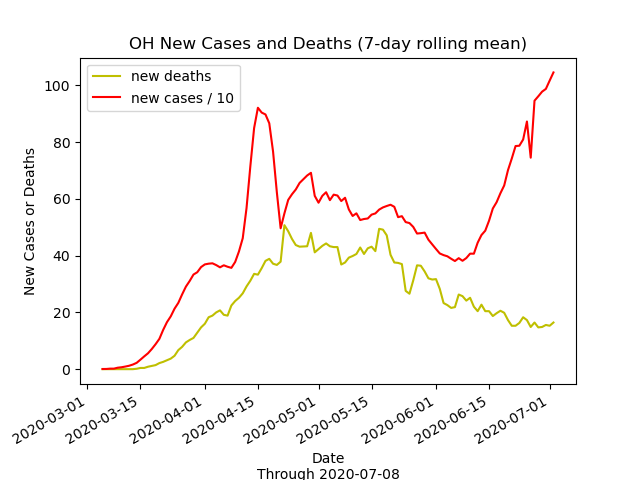 OH New Cases and Deaths (7-day rolling mean)
new deaths
new cases / 10
New Cases or Deaths
100
80
60
40
20
0
2020-03-01
2020-03-15
2020-04-01
2020-04-15
2020-05-01
2020-05-15
2020-06-01
2020-06-15
2020-07-01
Date
Through 2020-07-08